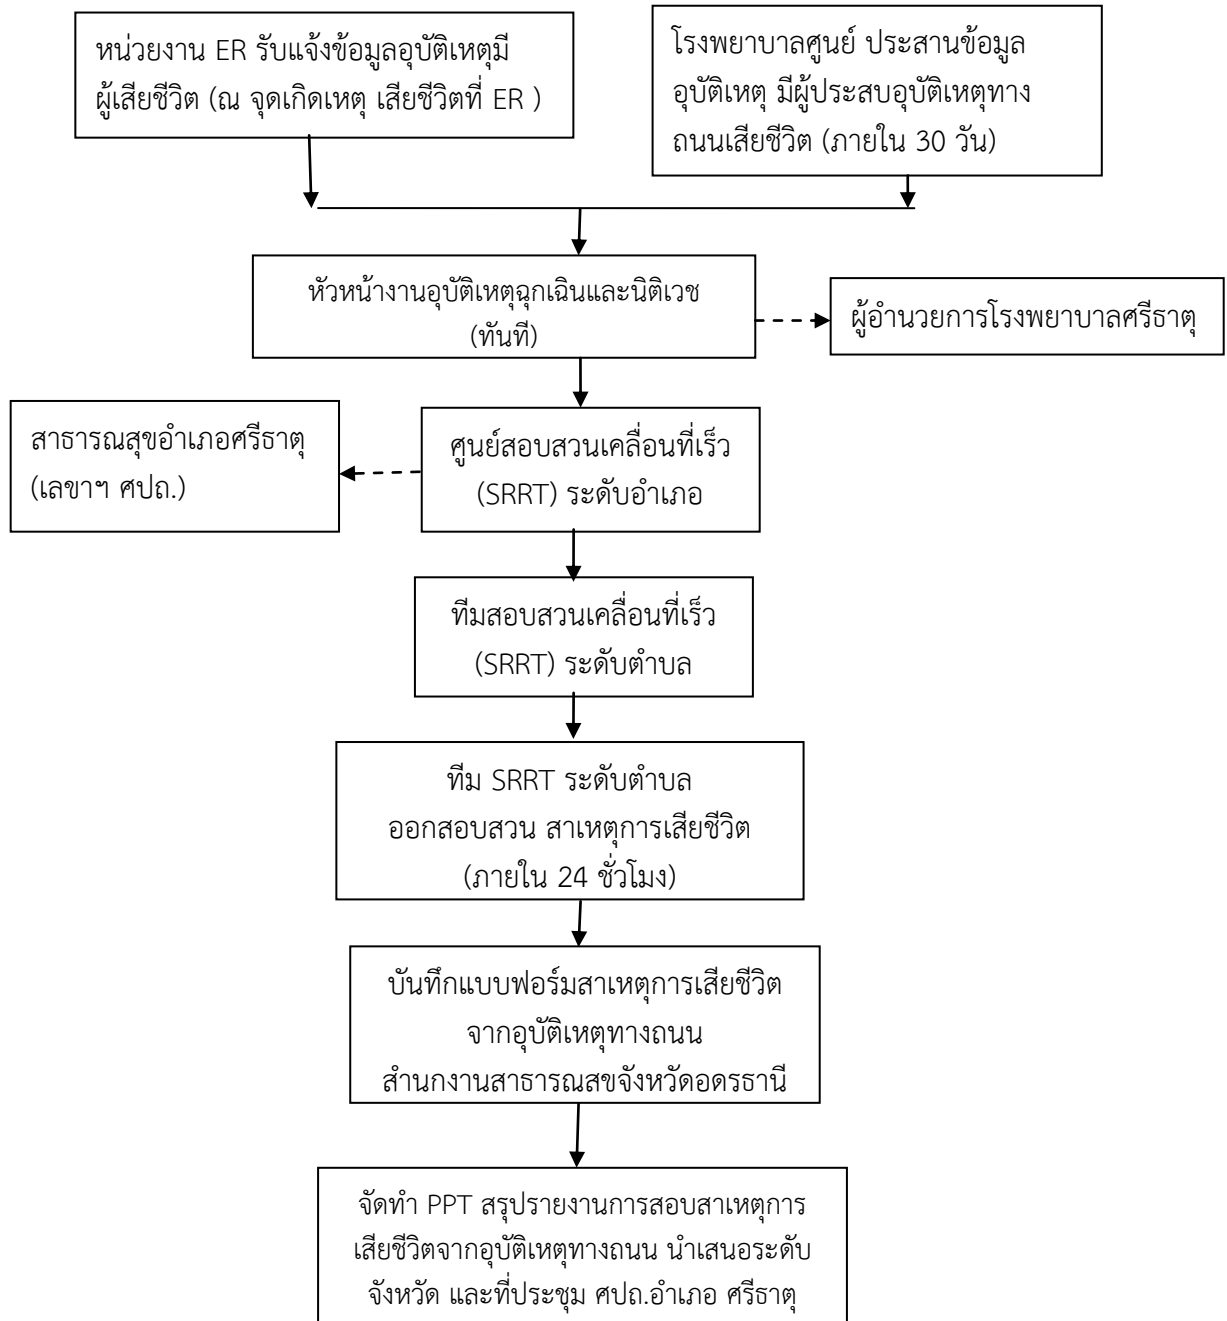 หน่วยงาน ER รับแจ้งข้อมูลอุบัติเหตุมี
ผู้เสียชีวิต (ณ จุดเกิดเหตุ เสียชีวิตที่ ER )
โรงพยาบาลศูนย์ ประสานข้อมูล
อุบัติเหตุ มีผู้ประสบอุบัติเหตุทาง
ถนนเสียชีวิต (ภายใน 30 วัน)
หัวหน้างานอุบัติเหตุฉุกเฉินและนิติเวช
(ทันที)
ผู้อำนวยการโรงพยาบาลศรีธาตุ
สาธารณสุขอำเภอศรีธาตุ
(เลขาฯ ศปถ.)
ศูนย์สอบสวนเคลื่อนที่เร็ว
(SRRT) ระดับอำเภอ
ทีมสอบสวนเคลื่อนที่เร็ว
(SRRT) ระดับตำบล
ทีม SRRT ระดับตำบล
ออกสอบสวน สาเหตุการเสียชีวิต
(ภายใน 24 ชั่วโมง)
บันทึกแบบฟอร์มสาเหตุการเสียชีวิต
จากอุบัติเหตุทางถนน
สำนกงานสาธารณสขจังหวัดอดรธานี
จัดทำ PPT สรุปรายงานการสอบสาเหตุการ
เสียชีวิตจากอุบัติเหตุทางถนน นำเสนอระดับ
จังหวัด และที่ประชุม ศปถ.อำเภอ ศรีธาตุ